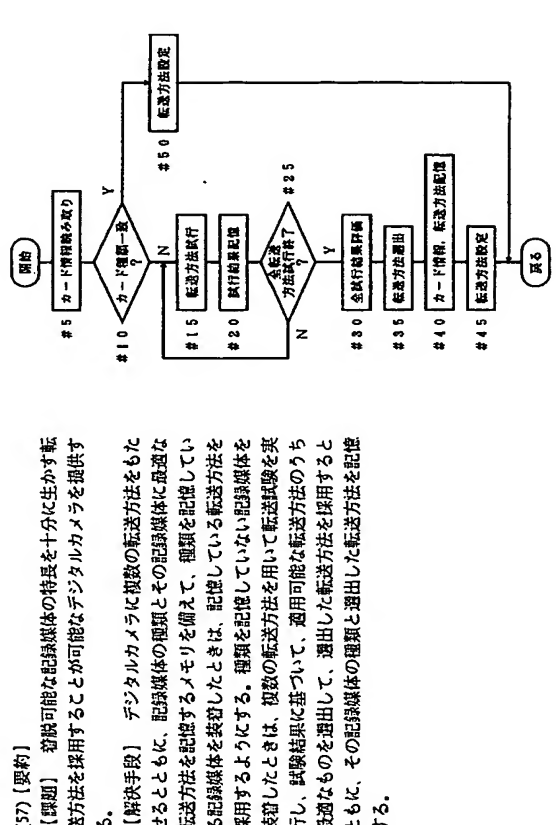 57)【要約】
【課題】　着脱可能な記録媒体の特長を十分に生かす転
送方法を採用することが可能なデジタルカメラを提供す
る。
【解決手段】　デジタルカメラに複数の転送方法をもた
せるとともに、記録媒体の種類とその記録媒体に最適な
転送方法を記憶するメモリを備えて、種類を記憶してい
る記録媒体を装着したときは、記憶している転送方法を
採用するようにする。種類を記憶していない記録媒体を
装着したときは、複数の転送方法を用いて転送試験を実
行し、試験結果に基づいて、適用可能な転送方法のうち
最適なものを選出して、選出した転送方法を採用すると
ともに、その記録媒体の種類と選出した転送方法を記憶
する。
開始
#5 カード情報読み取り
#10 カード種類一致?
Y
N
#50 転送方法設定
#15 転送方法試行
#20 試行結果記憶
全転送
方法試行終了
?
#25
N
Y
#30 全試行結果評価
#35 転送方法選出
#40 カード情報, 転送方法記憶
#45 転送方法設定
戻る